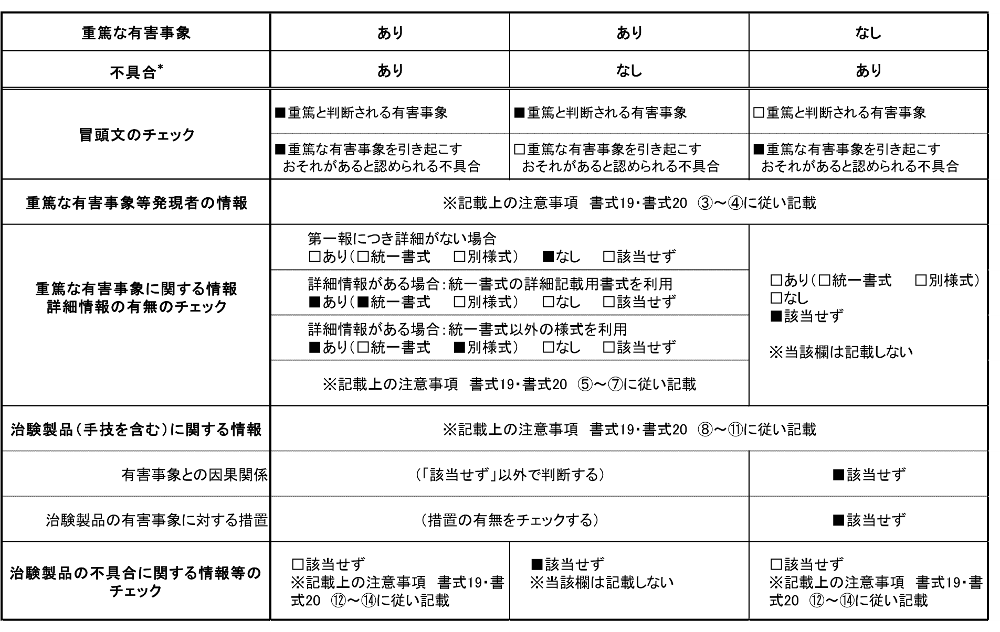 重篤な有害事象 あり あり なし
不具合* あり なし あり
冒頭文のチェック
■重篤と判断される有害事象 ■重篤と判断される有害事象 □重篤と判断される有害事象
■重篤な有害事象を引き起こす
おそれがあると認められる不具合
□重篤な有害事象を引き起こす
おそれがあると認められる不具合
■重篤な有害事象を引き起こす
おそれがあると認められる不具合
重篤な有害事象等発現者の情報 ※記載上の注意事項 書式19・書式20 ③～④に従い記載
重篤な有害事象に関する情報
詳細情報の有無のチェック
第一報につき詳細がない場合
□あり(□統一書式 □別様式) ■なし □該当せず
詳細情報がある場合:統一書式の詳細記載用書式を利用
■あり(■統一書式 □別様式) □なし □該当せず
詳細情報がある場合:統一書式以外の様式を利用
■あり(□統一書式 ■別様式) □なし □該当せず
※記載上の注意事項 書式19・書式20 ⑤～⑦に従い記載
□あり(□統一書式 □別様式)
□なし
■該当せず
※当該欄は記載しない
治験製品(手技を含む)に関する情報 ※記載上の注意事項 書式19・書式20 ⑧～⑪に従い記載
有害事象との因果関係 (「該当せず」以外で判断する) ■該当せず
治験製品の有害事象に対する措置 (措置の有無をチェックする) ■該当せず
治験製品の不具合に関する情報等の
チェック
□該当せず
※記載上の注意事項 書式19・書
式20 ⑫～⑭に従い記載
■該当せず
※当該欄は記載しない
□該当せず
※記載上の注意事項 書式19・書
式20 ⑫～⑭に従い記載